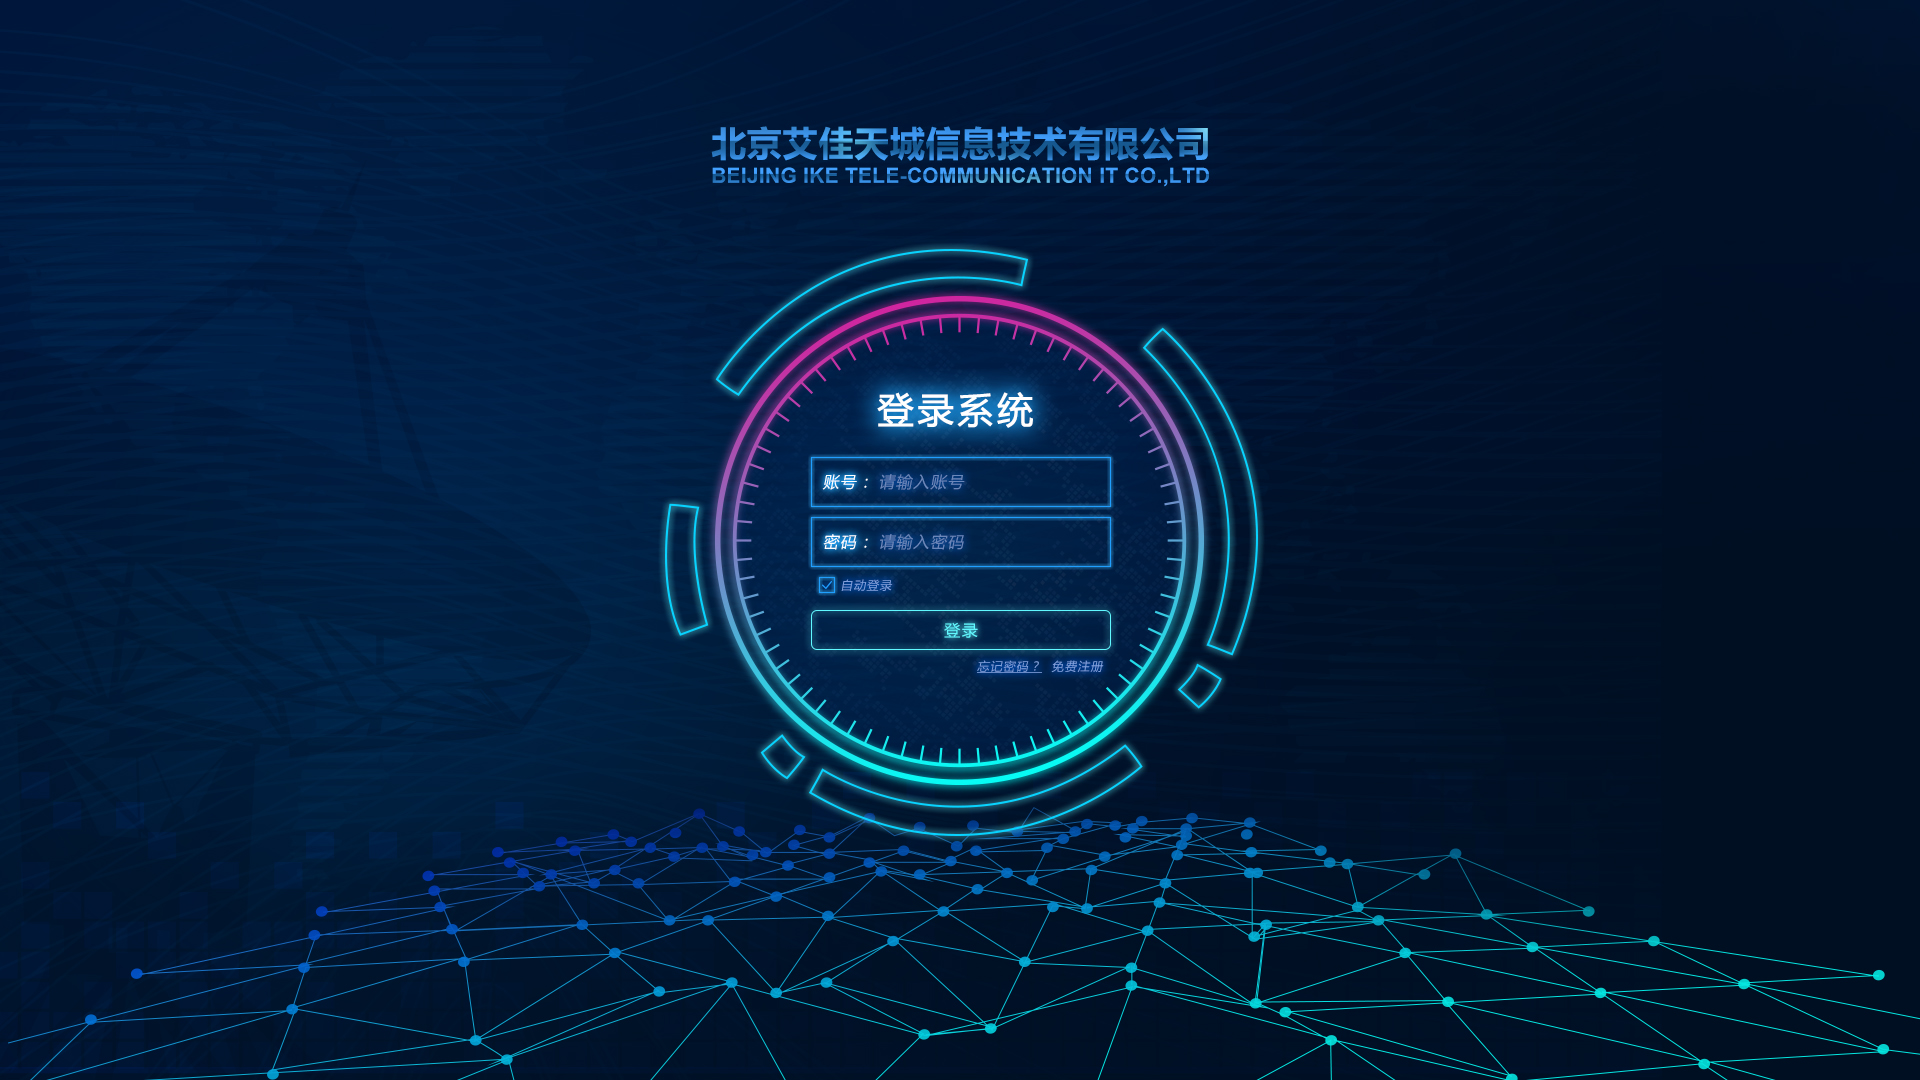 北京艾佳天城信息技术有限公司
BEIJING IKE TELE-COMMUNICATION IT CO.,LTD
登录系统
账号： 请输入账号
密码： 请输入密码
自动登录
登录
忘记密码？ 免费注册